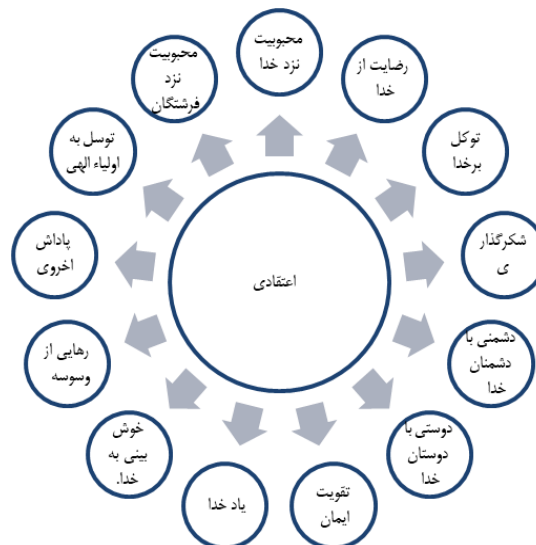 محبوبیت
نزد خدا
رضایت از
خدا
توکل
برخدا
شکرگذار
ی
دشمنی با
دشمنان
خدا
دوستی با
دوستان
خدا
تقویت
ایمان
یاد خدا
خوش
بینی به
خدا.
رهایی از
وسوسه
پاداش
اخروی
توسل به
اولیاء الهی
محبوبیت
نزد
فرشتگان
اعتقادی